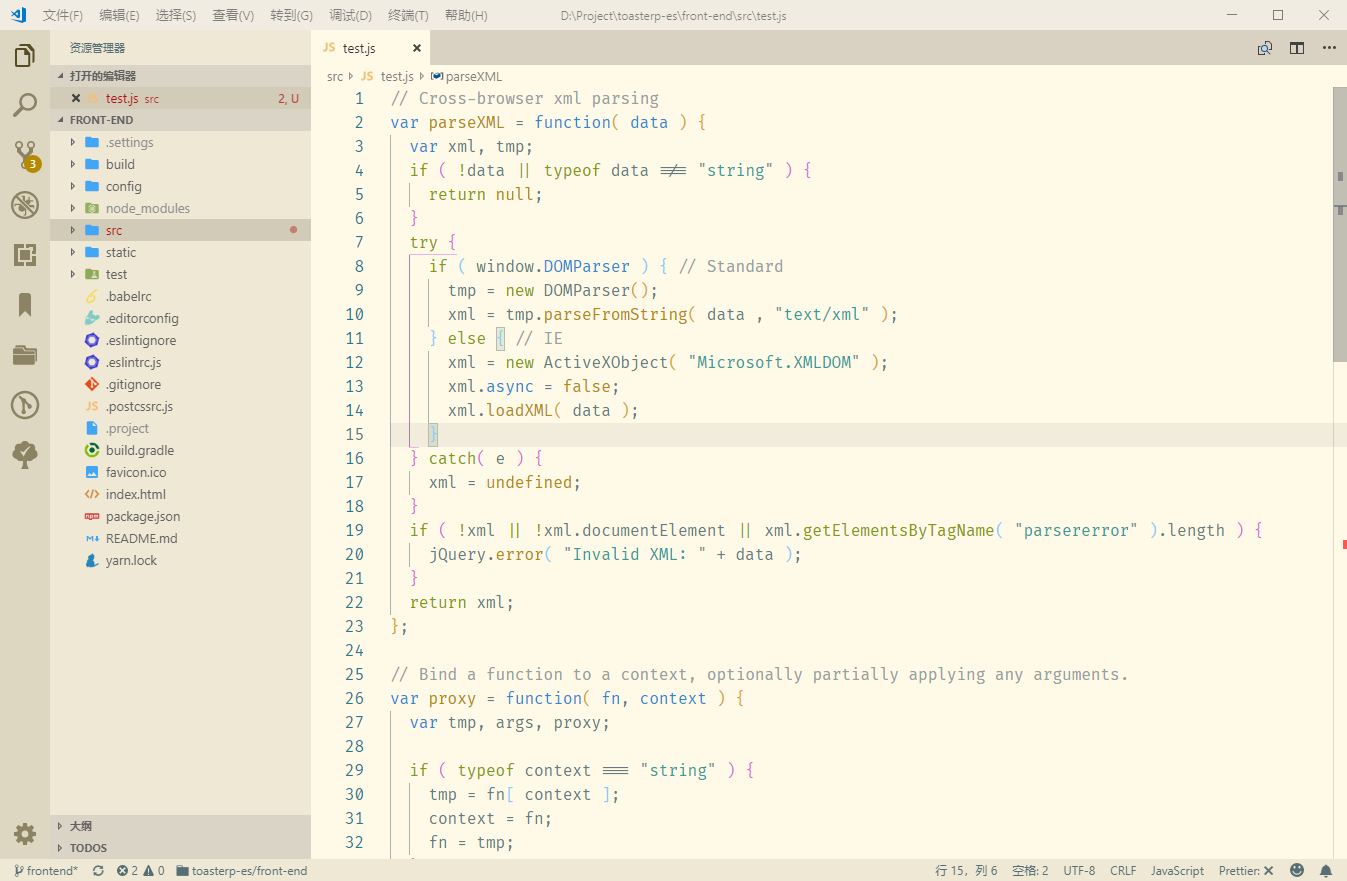 文件(F) 编辑(E) 选择(S) 查看(V) 转到(G) 调试(D) 终端(T) 帮助(H) D:\Project\toasterp-es\front-end\src\test.js
资源管理器
打开的编辑器
JS test.js src 2, U
FRONT-END
.settings
build
config
node_modules
src
static
test
.babelrc
.editorconfig
.eslintignore
.eslintrc.js
.gitignore
JS .postcssrc.js
.project
build.gradle
favicon.ico
index.html
npm package.json
README.md
yarn.lock
大纲
TODOS
3
JS test.js
src JS test.js parseXML
1 // Cross-browser xml parsing
2 var parseXML = function( data ) {
3 var xml, tmp;
4 if ( !data || typeof data !== "string" ) {
5 return null;
6 }
7 try {
8 if ( window.DOMParser ) { // Standard
9 tmp = new DOMParser();
10 xml = tmp.parseFromString( data , "text/xml" );
11 } else { // IE
12 xml = new ActiveXObject( "Microsoft.XMLDOM" );
13 xml.async = false;
14 xml.loadXML( data );
15 }
16 } catch( e ) {
17 xml = undefined;
18 }
19 if ( !xml || !xml.documentElement || xml.getElementsByTagName( "parsererror" ).length ) {
20 jQuery.error( "Invalid XML: " + data );
21 }
22 return xml;
23 };
24
25 // Bind a function to a context, optionally partially applying any arguments.
26 var proxy = function( fn, context ) {
27 var tmp, args, proxy;
28
29 if ( typeof context === "string" ) {
30 tmp = fn[ context ];
31 context = fn;
32 fn = tmp;
frontend* 2 0 toasterp-es/front-end 行 15，列 6 空格: 2 UTF-8 CRLF JavaScript Prettier: ✕